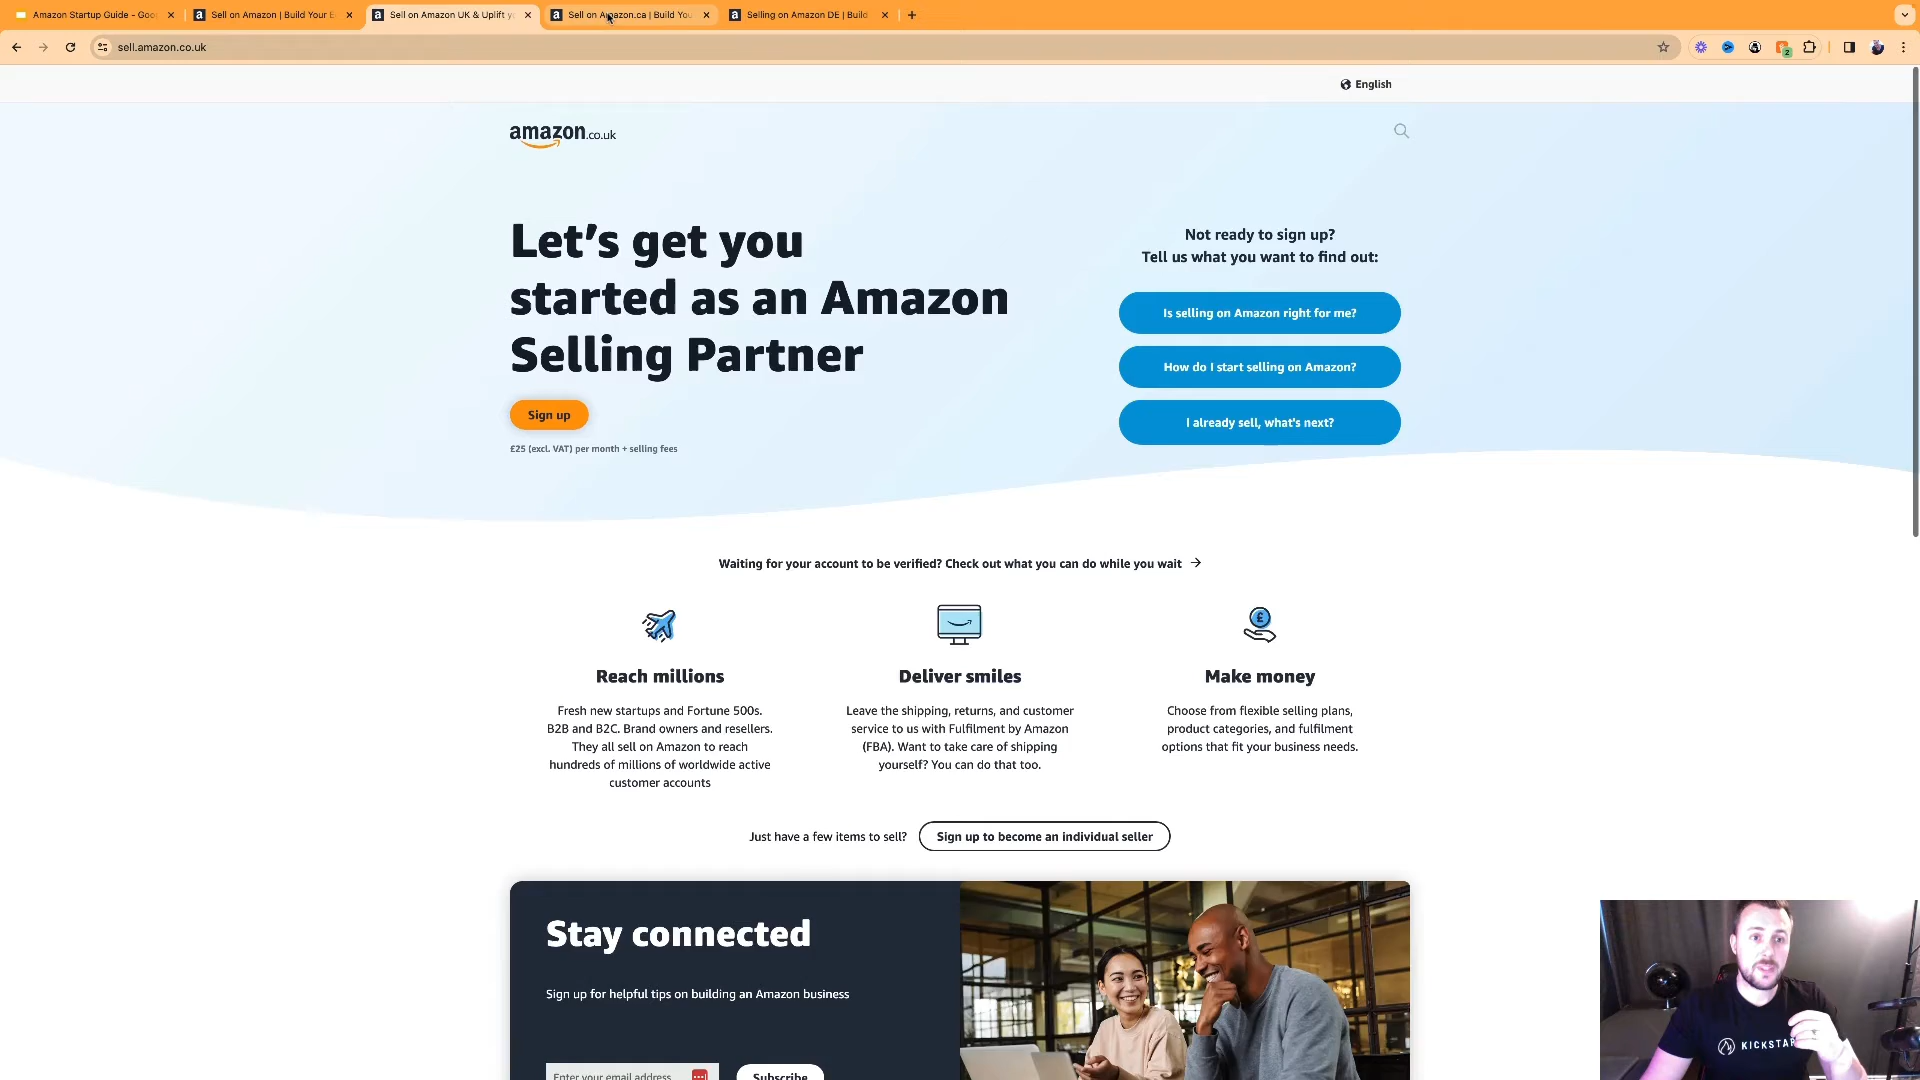 Amazon Startup Guide - Goo
Sell on Amazon | Build Your E
Sell on Amazon UK & Uplift y
Sell on Amazon.ca | Build You
Selling on Amazon DE | Build
sell.amazon.co.uk
2
English
amazon.co.uk
Let's get you
started as an Amazon
Selling Partner
Sign up
£25 (excl. VAT) per month + selling fees
Not ready to sign up?
Tell us what you want to find out:
Is selling on Amazon right for me?
How do I start selling on Amazon?
I already sell, what's next?
Waiting for your account to be verified? Check out what you can do while you wait →
Reach millions
Fresh new startups and Fortune 500s.
B2B and B2C. Brand owners and resellers.
They all sell on Amazon to reach
hundreds of millions of worldwide active
customer accounts
Deliver smiles
Leave the shipping, returns, and customer
service to us with Fulfilment by Amazon
(FBA). Want to take care of shipping
yourself? You can do that too.
Make money
Choose from flexible selling plans,
product categories, and fulfilment
options that fit your business needs.
Just have a few items to sell?
Sign up to become an individual seller
Stay connected
Sign up for helpful tips on building an Amazon business
Enter your email address
Subscribe
KICKSTAR